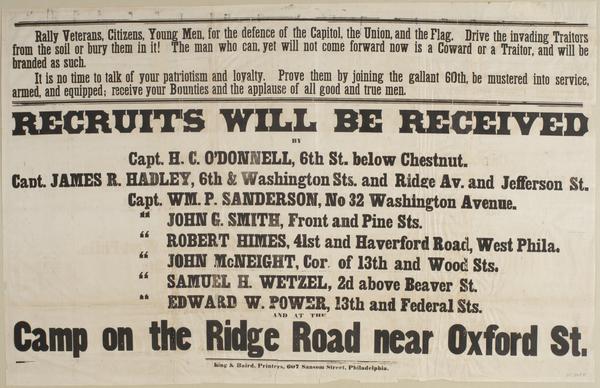 Rally Veterans, Citizens, Young Men, for the defence of the Capitol, the Union, and the Flag. Drive the invading Traitors
from the soil or bury them in it! The man who can, yet will not come forward now is a Coward or a Traitor, and will be
branded as such.
It is no time to talk of your patriotism and loyalty. Prove them by joining the gallant 60th, be mustered into service,
armed, and equipped; receive your Bounties and the applause of all good and true men.
RECRUITS WILL BE RECEIVED
BY
Capt. H. C. O'DONNELL, 6th St. below Chestnut.
Capt. JAMES R. HADLEY, 6th & Washington Sts. and Ridge Av. and Jefferson St.
Capt. WM. P. SANDERSON, No 32 Washington Avenue.
" JOHN G. SMITH, Front and Pine Sts.
" ROBERT HIMES, 41st and Haverford Road, West Phila.
" JOHN McNEIGHT, Cor. of 13th and Wood Sts.
" SAMUEL H. WETZEL, 2d above Beaver St.
" EDWARD W. POWER, 13th and Federal Sts.
AND AT THE
Camp on the Ridge Road near Oxford St.
King & Baird, Printers, 607 Sansom Street, Philadelphia.